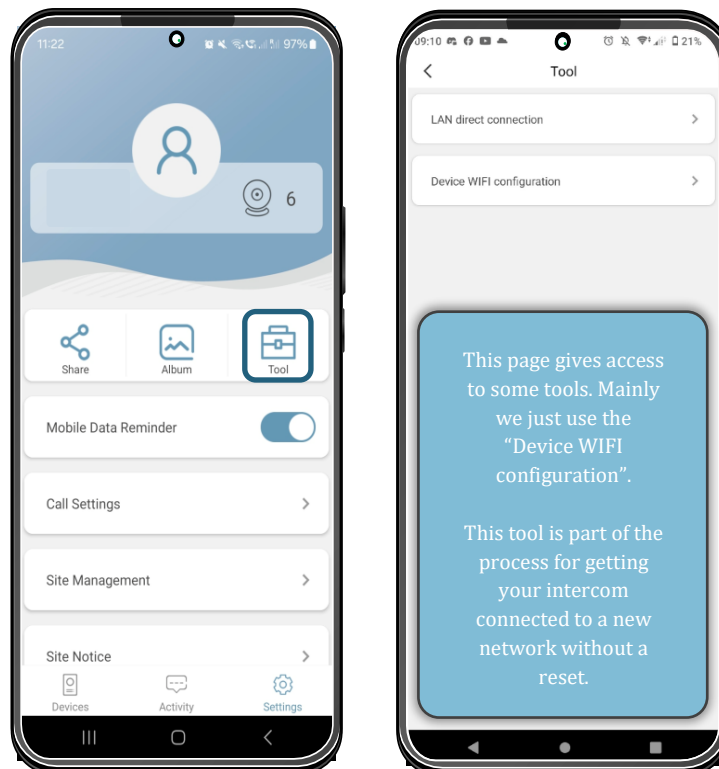 11:22
97%
6
Share
Album
Tool
Mobile Data Reminder
Call Settings
Site Management
Site Notice
Devices
Activity
Settings
09:10
21%
Tool
LAN direct connection
Device WIFI configuration
This page gives access
to some tools. Mainly
we just use the
“Device WIFI
configuration”.
This tool is part of the
process for getting
your intercom
connected to a new
network without a
reset.